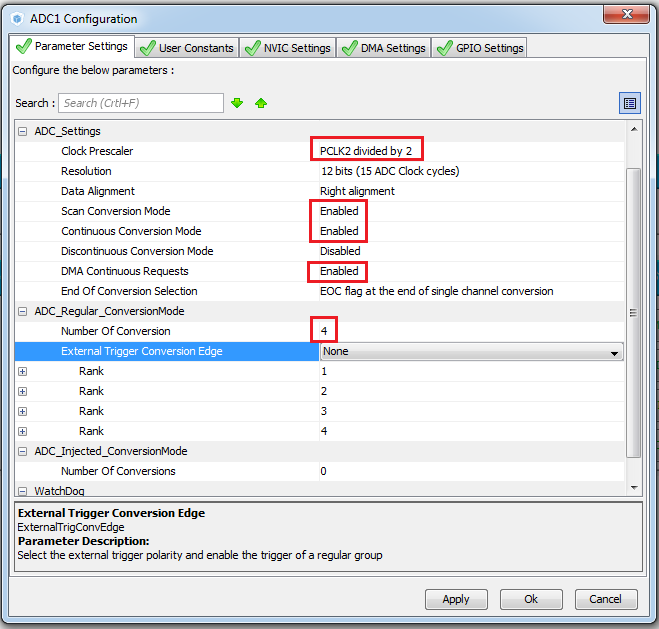 ADC1 Configuration
Parameter Settings User Constants NVIC Settings DMA Settings GPIO Settings
Configure the below parameters :
Search : Search (Crtl+F)
ADC_Settings
Clock Prescaler PCLK2 divided by 2
Resolution 12 bits (15 ADC Clock cycles)
Data Alignment Right alignment
Scan Conversion Mode Enabled
Continuous Conversion Mode Enabled
Discontinuous Conversion Mode Disabled
DMA Continuous Requests Enabled
End Of Conversion Selection EOC flag at the end of single channel conversion
ADC_Regular_ConversionMode
Number Of Conversion 4
External Trigger Conversion Edge None
Rank 1
Rank 2
Rank 3
Rank 4
ADC_Injected_ConversionMode
Number Of Conversions 0
WatchDog
External Trigger Conversion Edge
ExternalTrigConvEdge
Parameter Description:
Select the external trigger polarity and enable the trigger of a regular group
Apply Ok Cancel